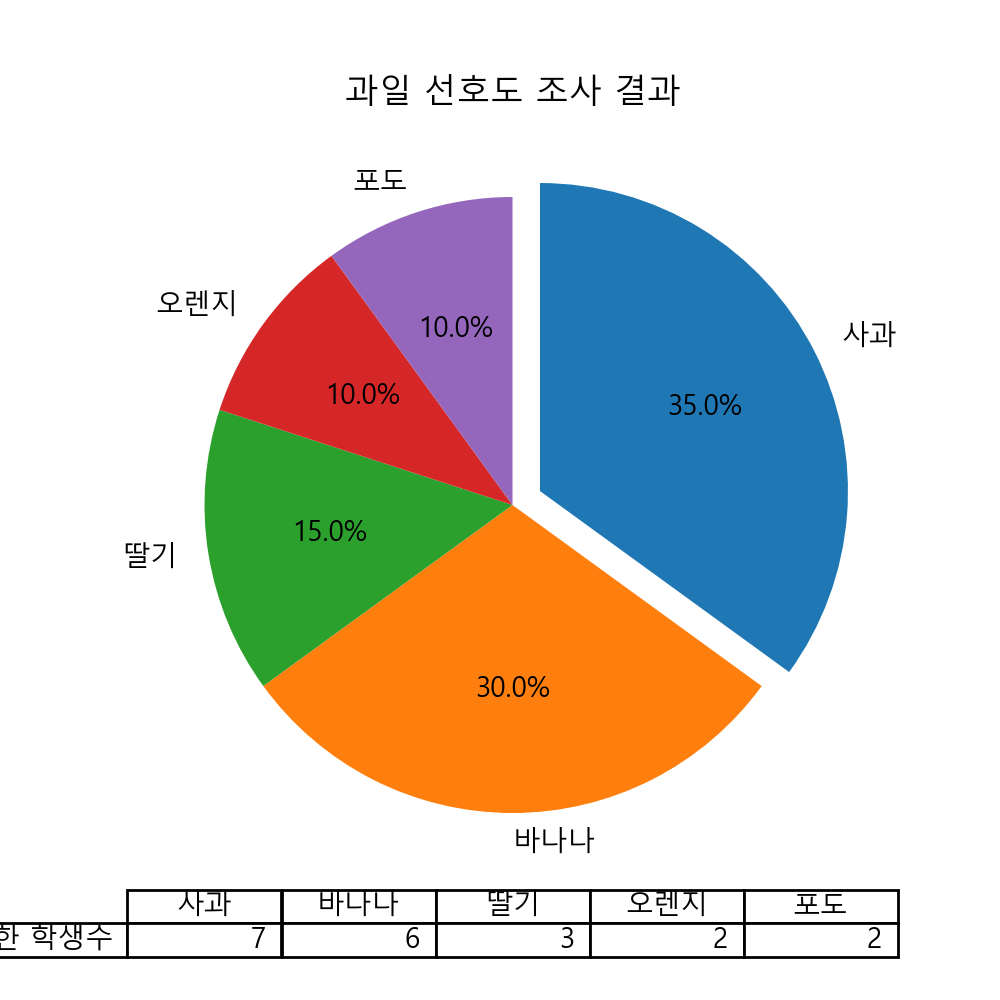 과일 선호도 조사 결과
포도
오렌지
사과
10.0%
10.0%
35.0%
15.0%
딸기
30.0%
바나나
사과 바나나 딸기 오렌지 포도
한 학생수 7 6 3 2 2